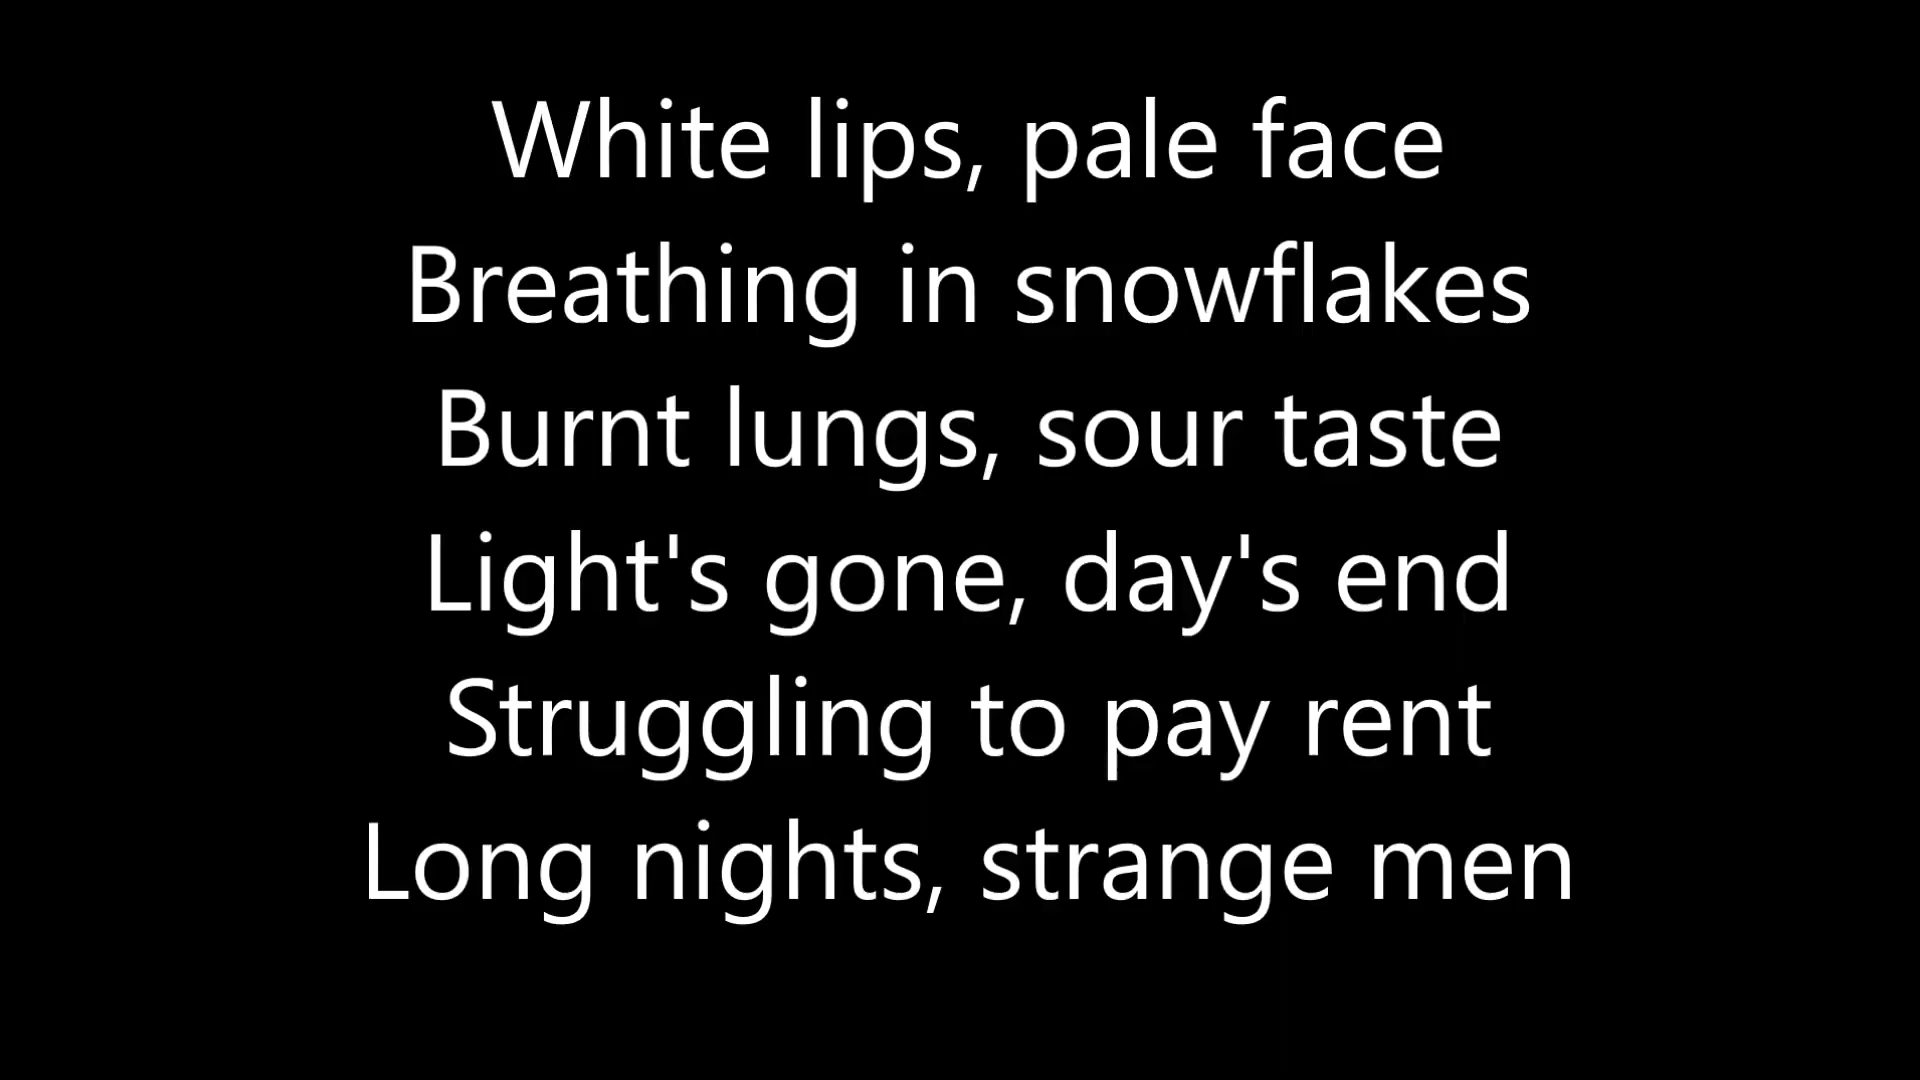 White lips, pale face
Breathing in snowflakes
Burnt lungs, sour taste
Light's gone, day's end
Struggling to pay rent
Long nights, strange men